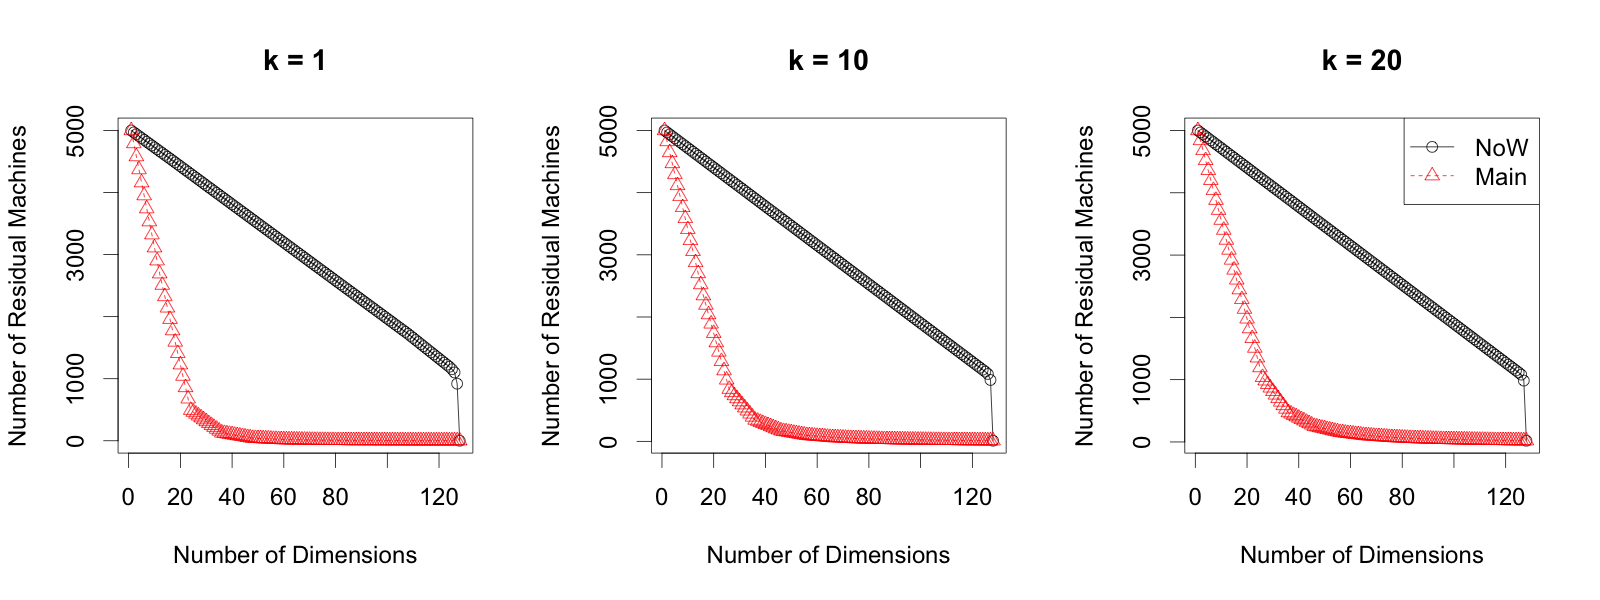 k = 1
Number of Residual Machines
5000
3000
1000
0
0 20 40 60 80 120
Number of Dimensions
k = 10
Number of Residual Machines
5000
3000
1000
0
0 20 40 60 80 120
Number of Dimensions
k = 20
Number of Residual Machines
5000
3000
1000
0
NoW
Main
0 20 40 60 80 120
Number of Dimensions